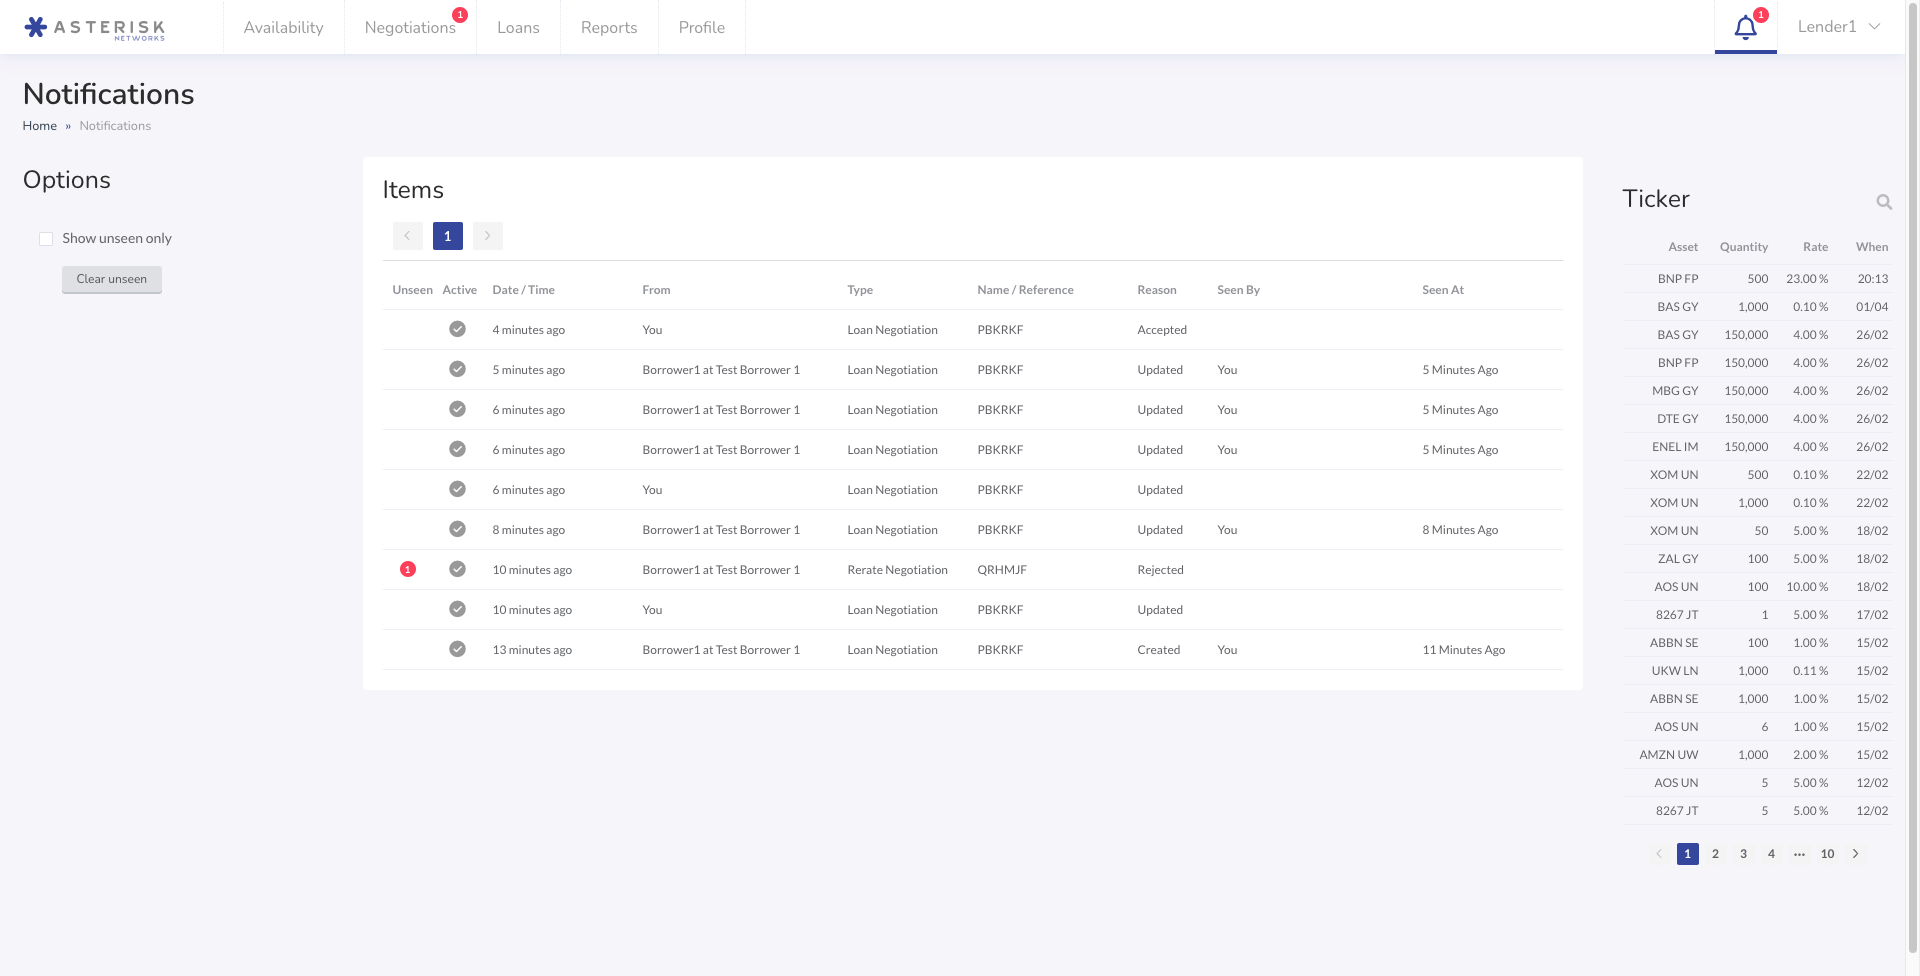 ASTERISK
NETWORKS
Availability
Negotiations
1
Loans
Reports
Profile
1
Lender1
Notifications
Home » Notifications
Options
Show unseen only
Clear unseen
Items
1
Unseen Active Date / Time From Type Name / Reference Reason Seen By Seen At
4 minutes ago You Loan Negotiation PBKRKF Accepted
5 minutes ago Borrower1 at Test Borrower 1 Loan Negotiation PBKRKF Updated You 5 Minutes Ago
6 minutes ago Borrower1 at Test Borrower 1 Loan Negotiation PBKRKF Updated You 5 Minutes Ago
6 minutes ago Borrower1 at Test Borrower 1 Loan Negotiation PBKRKF Updated You 5 Minutes Ago
6 minutes ago You Loan Negotiation PBKRKF Updated
8 minutes ago Borrower1 at Test Borrower 1 Loan Negotiation PBKRKF Updated You 8 Minutes Ago
1 10 minutes ago Borrower1 at Test Borrower 1 Rerate Negotiation QRHMJF Rejected
10 minutes ago You Loan Negotiation PBKRKF Updated
13 minutes ago Borrower1 at Test Borrower 1 Loan Negotiation PBKRKF Created You 11 Minutes Ago
Ticker
Asset Quantity Rate When
BNP FP 500 23.00 % 20:13
BAS GY 1,000 0.10 % 01/04
BAS GY 150,000 4.00 % 26/02
BNP FP 150,000 4.00 % 26/02
MBG GY 150,000 4.00 % 26/02
DTE GY 150,000 4.00 % 26/02
ENEL IM 150,000 4.00 % 26/02
XOM UN 500 0.10 % 22/02
XOM UN 1,000 0.10 % 22/02
XOM UN 50 5.00 % 18/02
ZAL GY 100 5.00 % 18/02
AOS UN 100 10.00 % 18/02
8267 JT 1 5.00 % 17/02
ABBN SE 100 1.00 % 15/02
UKW LN 1,000 0.11 % 15/02
ABBN SE 1,000 1.00 % 15/02
AOS UN 6 1.00 % 15/02
AMZN UW 1,000 2.00 % 15/02
AOS UN 5 5.00 % 12/02
8267 JT 5 5.00 % 12/02
1 2 3 4 ··· 10